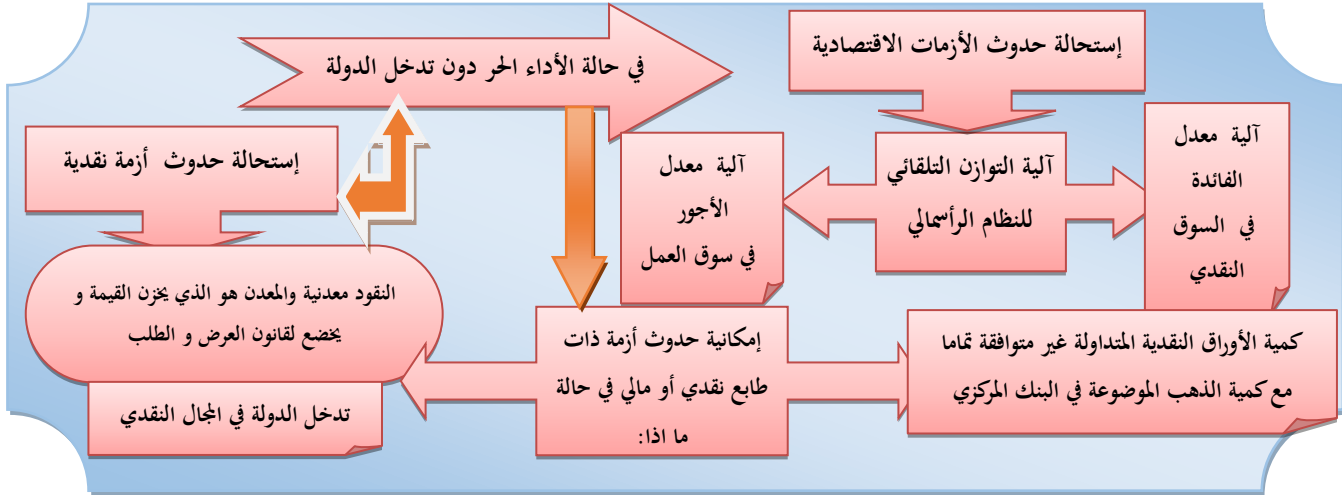 إستحالة حدوث الأزمات الاقتصادية
في حالة الأداء الحر دون تدخل الدولة
آلية معدل
الفائدة
في السوق
النقدي
آلية التوازن التلقائي
للنظام الرأسمالي
آلية معدل
الأجور
في سوق العمل
إستحالة حدوث أزمة نقدية
النقود معدنية والمعدن هو الذي يخزن القيمة و
يخضع لقانون العرض و الطلب
كمية الأوراق النقدية المتداولة غير متوافقة تماما
مع كمية الذهب الموضوعة في البنك المركزي
إمكانية حدوث أزمة ذات
طابع نقدي أو مالي في حالة
ما اذا:
تدخل الدولة في المجال النقدي